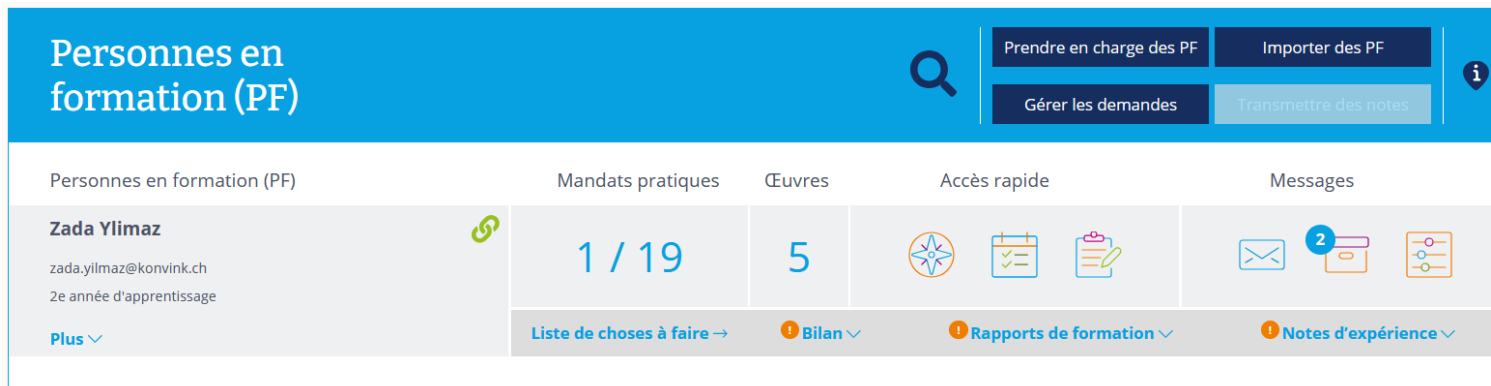 Personnes en
formation (PF)
Prendre en charge des PF
Importer des PF
Gérer les demandes
Transmettre des notes
Personnes en formation (PF)
Mandats pratiques
Œuvres
Accès rapide
Messages
Zada Ylimaz
zada.yilmaz@konvink.ch
2e année d'apprentissage
Plus
1 / 19
5
2
Liste de choses à faire →
Bilan
Rapports de formation
Notes d’expérience